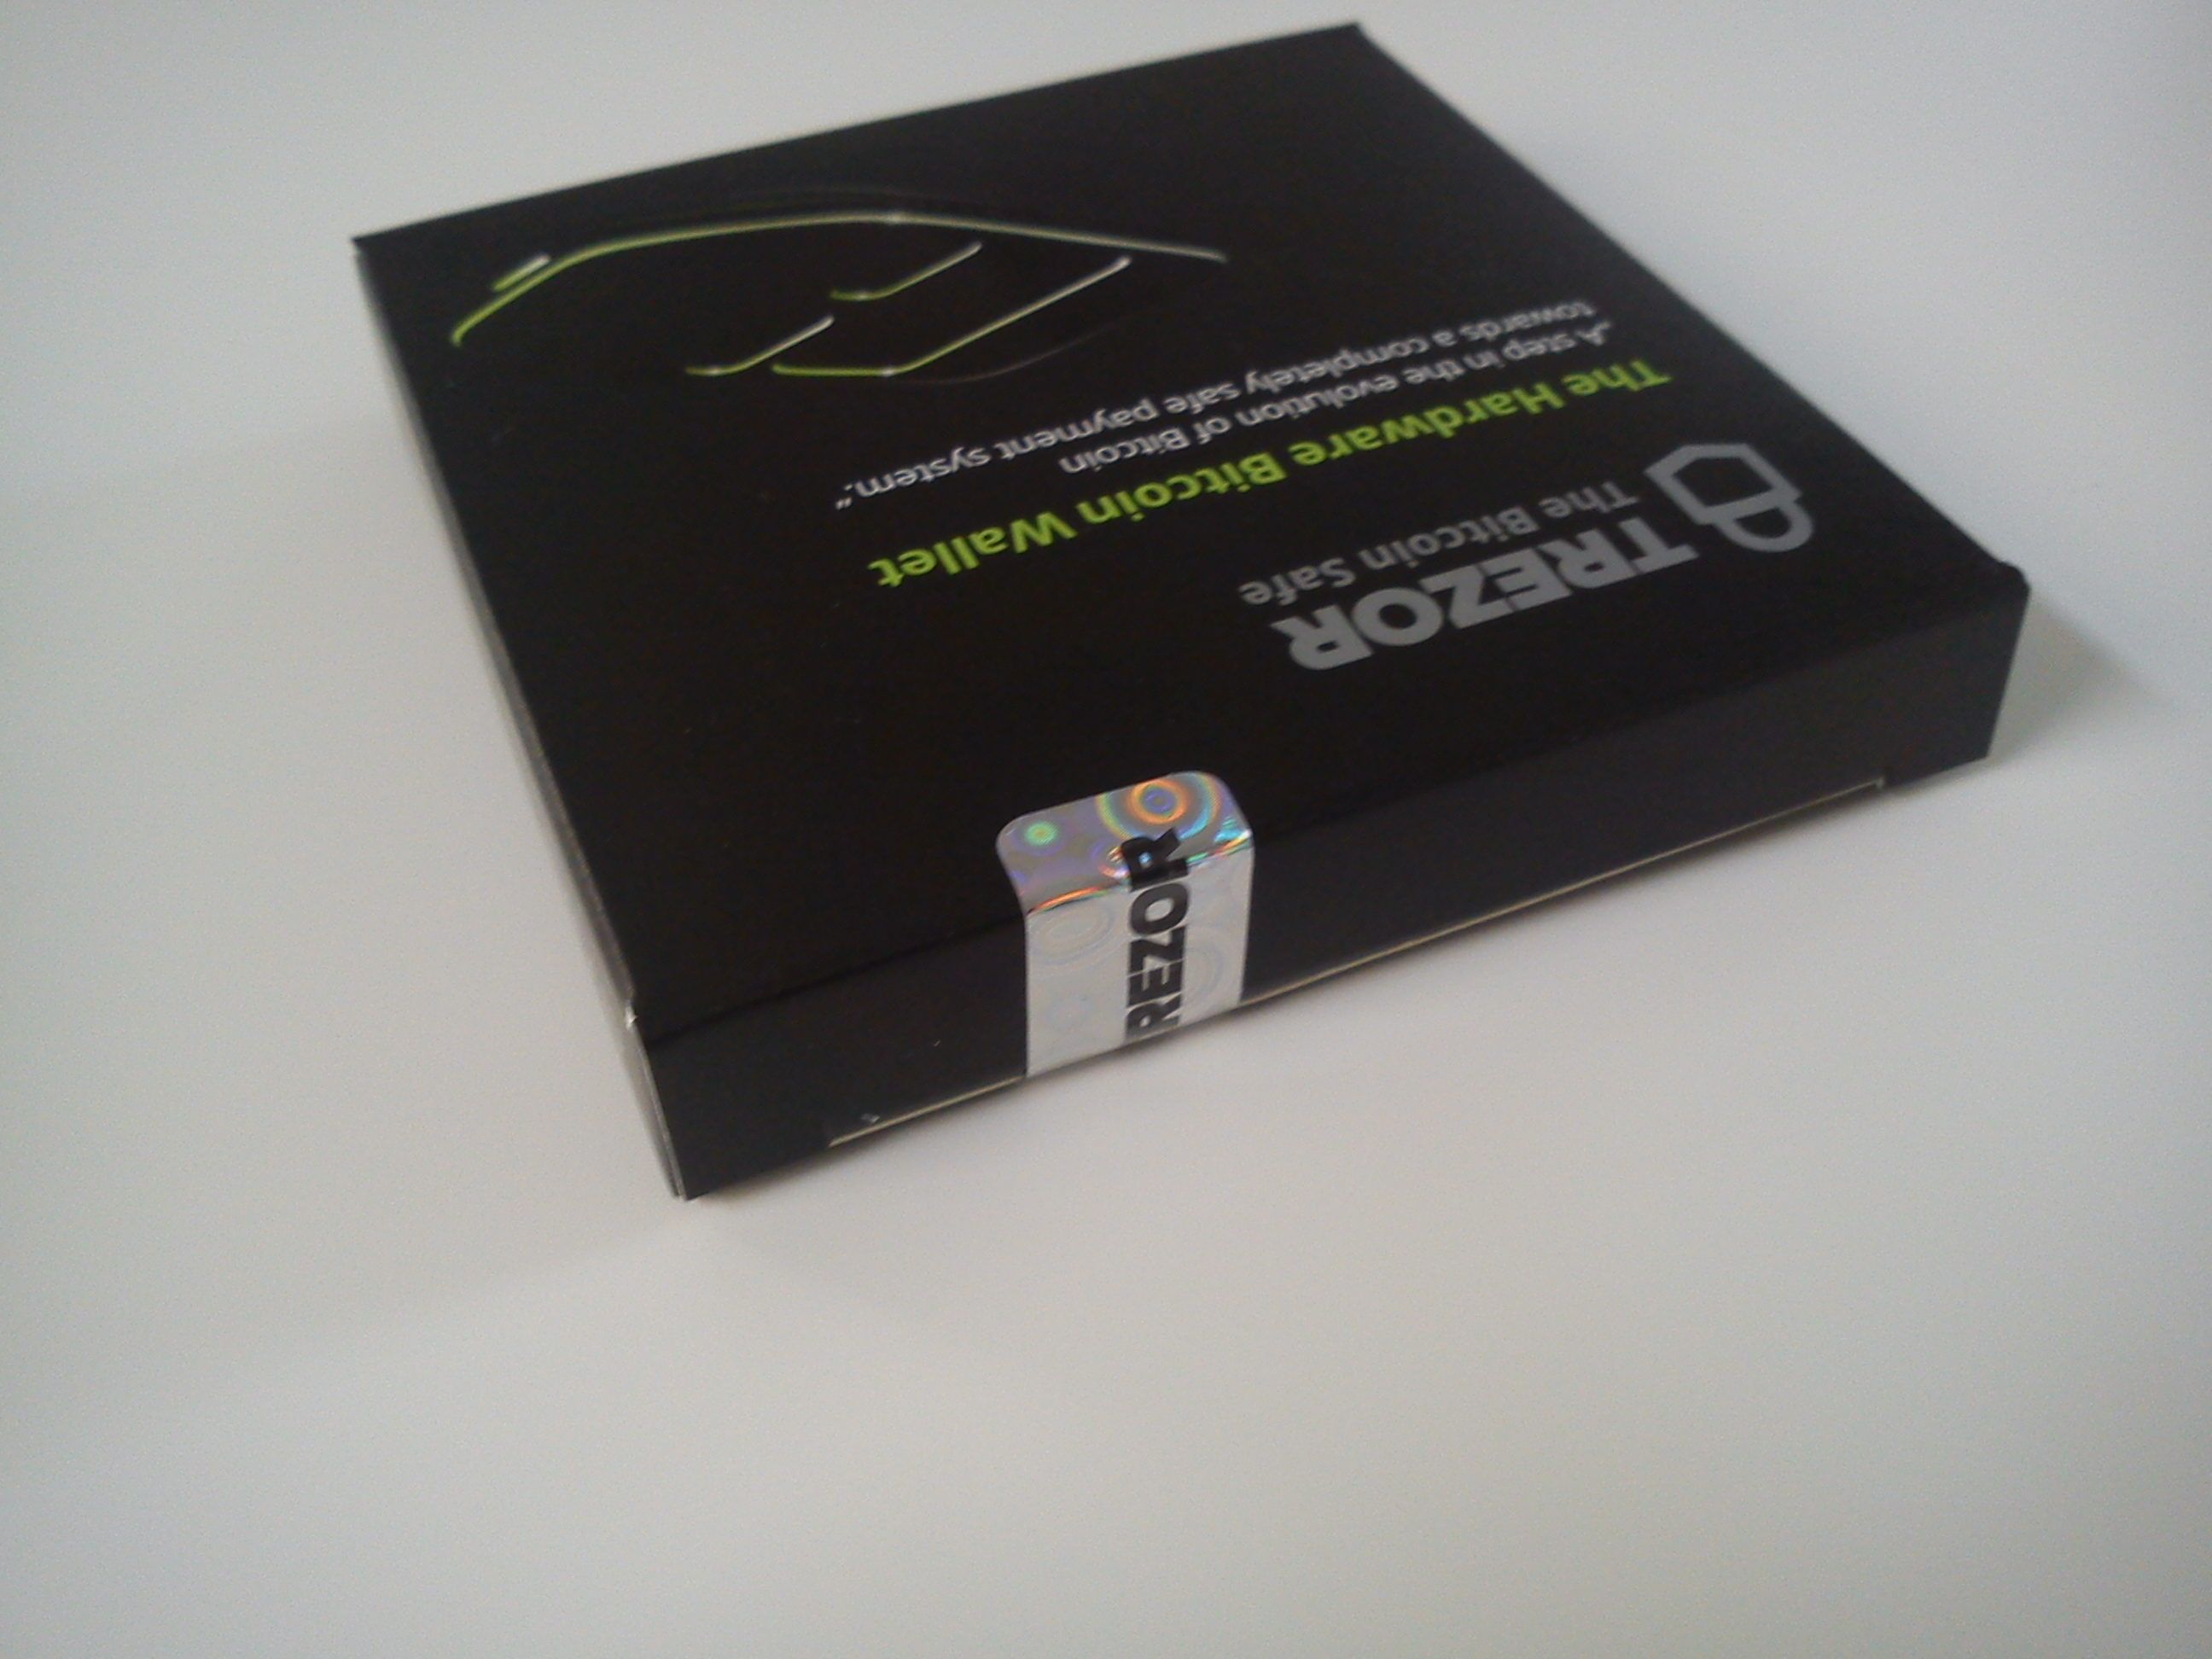 TREZOR
The Bitcoin Safe
The Hardware Bitcoin Wallet
„A step in the evolution of Bitcoin
towards a completely safe payment system.“
REZOR